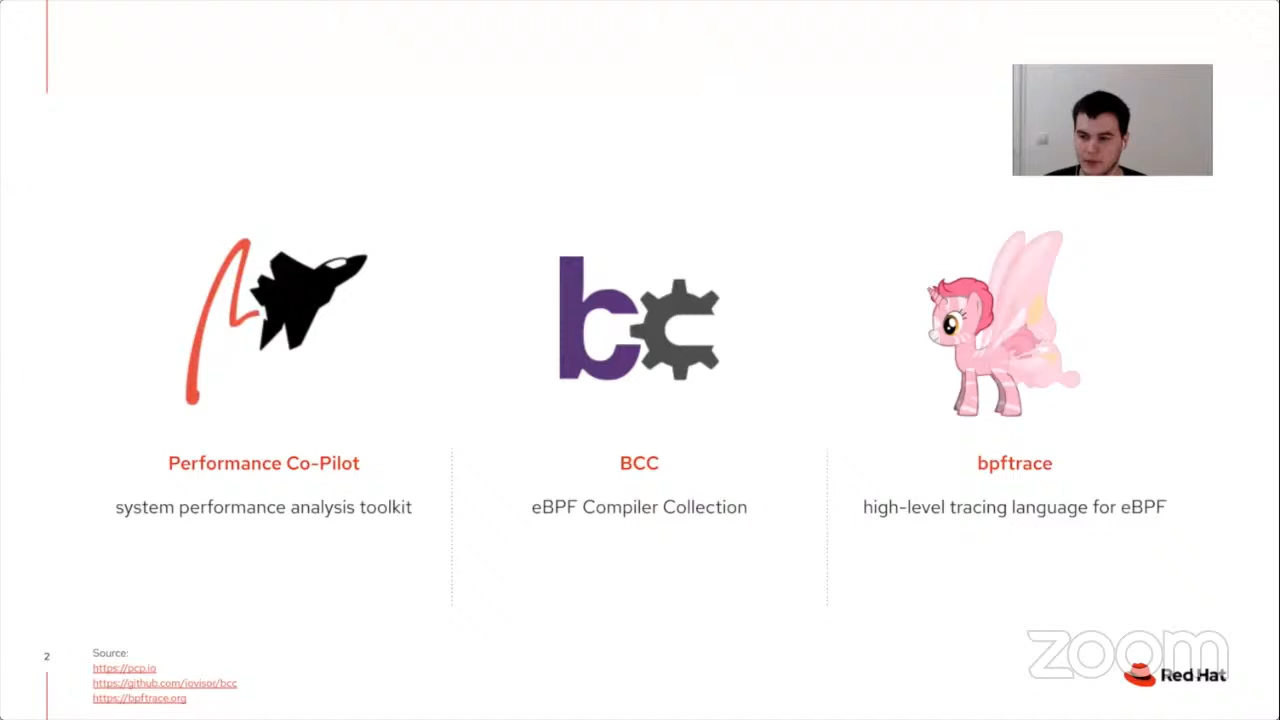 bc
Performance Co-Pilot
BCC
bpftrace
system performance analysis toolkit
eBPF Compiler Collection
high-level tracing language for eBPF
2
Source:
https://pcp.io
https://github.com/iovisor/bcc
https://bpftrace.org
zoom
Red Hat